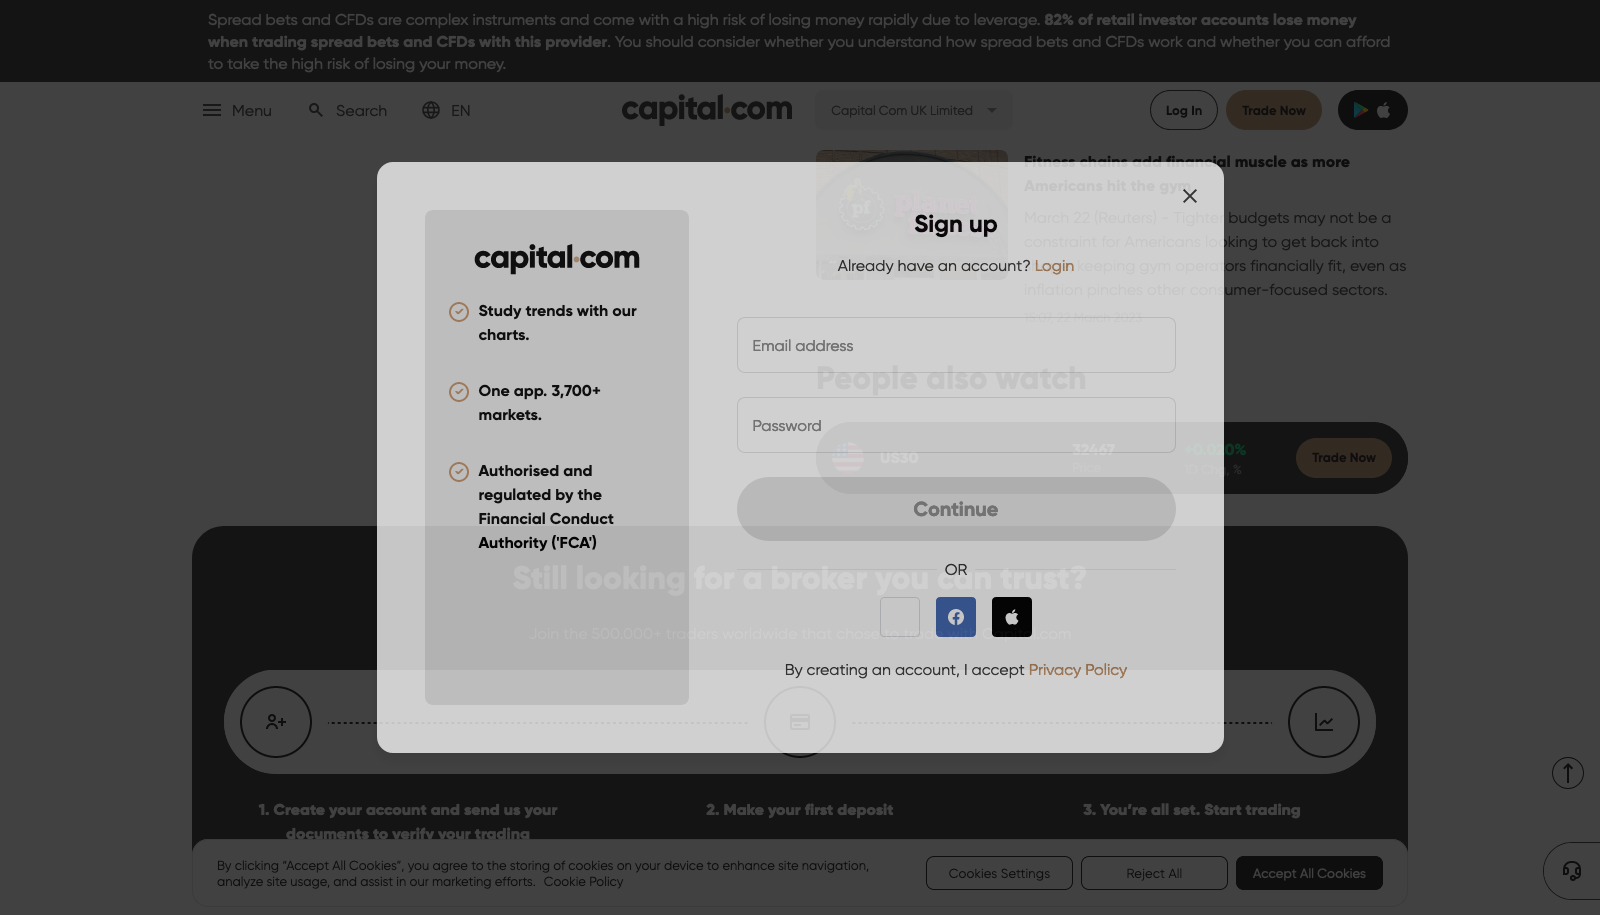 Spread bets and CFDs are complex instruments and come with a high risk of losing money rapidly due to leverage. 82% of retail investor accounts lose money
when trading spread bets and CFDs with this provider. You should consider whether you understand how spread bets and CFDs work and whether you can afford
to take the high risk of losing your money.
Menu
Search
EN
capital.com
Capital Com UK Limited
Log In
Trade Now
Fitness chains add financial muscle as more
Americans hit the gym
March 22 (Reuters) - Tighter budgets may not be a
constraint for Americans looking to get back into
keeping gym operators financially fit, even as
inflation pinches other consumer-focused sectors.
22 March 2023
People also watch
US30
32467
Trade Now
capital.com
Study trends with our
charts.
One app. 3,700+
markets.
Authorised and
regulated by the
Financial Conduct
Authority ('FCA')
Sign up
Already have an account? Login
Email address
Password
Continue
OR
By creating an account, I accept Privacy Policy
Still looking for a broker you can trust?
Join the 500.000+ traders worldwide that chose to trade with Capital.com
1. Create your account and send us your
documents to verify your trading
2. Make your first deposit
3. You’re all set. Start trading
By clicking “Accept All Cookies”, you agree to the storing of cookies on your device to enhance site navigation,
analyze site usage, and assist in our marketing efforts. Cookie Policy
Cookies Settings
Reject All
Accept All Cookies